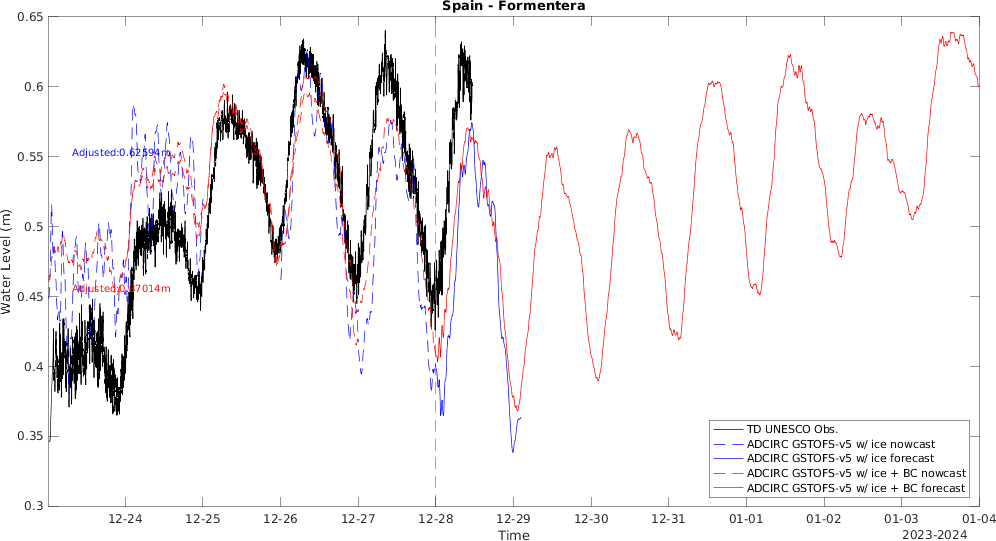 Spain - Formentera
0.65
0.6
0.55
0.5
0.45
0.4
0.35
0.3
Water Level (m)
Adjusted:0.62594m
Adjusted:0.47014m
TD UNESCO Obs.
ADCIRC GSTOFS-v5 w/ ice nowcast
ADCIRC GSTOFS-v5 w/ ice forecast
ADCIRC GSTOFS-v5 w/ ice + BC nowcast
ADCIRC GSTOFS-v5 w/ ice + BC forecast
12-24 12-25 12-26 12-27 12-28 12-29 12-30 12-31 01-01 01-02 01-03 01-04
Time
2023-2024